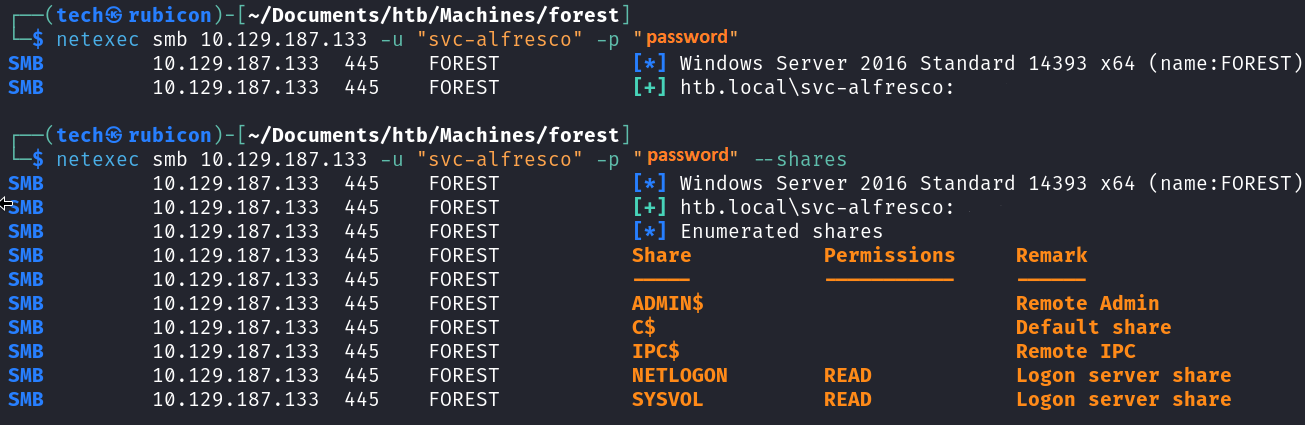 ┌──(tech㉿rubicon)-[~/Documents/htb/Machines/forest]
└─$ netexec smb 10.129.187.133 -u "svc-alfresco" -p "password"
SMB 10.129.187.133 445 FOREST [*] Windows Server 2016 Standard 14393 x64 (name:FOREST)
SMB 10.129.187.133 445 FOREST [+] htb.local\svc-alfresco:
┌──(tech㉿rubicon)-[~/Documents/htb/Machines/forest]
└─$ netexec smb 10.129.187.133 -u "svc-alfresco" -p "password" --shares
SMB 10.129.187.133 445 FOREST [*] Windows Server 2016 Standard 14393 x64 (name:FOREST)
SMB 10.129.187.133 445 FOREST [+] htb.local\svc-alfresco:
SMB 10.129.187.133 445 FOREST [*] Enumerated shares
SMB 10.129.187.133 445 FOREST Share Permissions Remark
SMB 10.129.187.133 445 FOREST ----- ----------- ------
SMB 10.129.187.133 445 FOREST ADMIN$ Remote Admin
SMB 10.129.187.133 445 FOREST C$ Default share
SMB 10.129.187.133 445 FOREST IPC$ Remote IPC
SMB 10.129.187.133 445 FOREST NETLOGON READ Logon server share
SMB 10.129.187.133 445 FOREST SYSVOL READ Logon server share